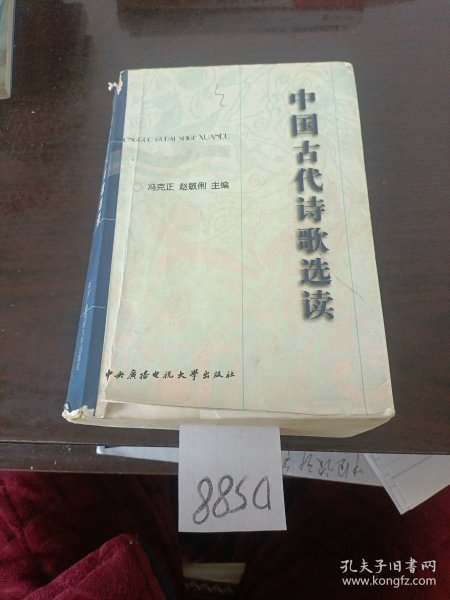 中国古代诗歌选读
ONGGUO GUDAI SHIGE XUANDU
冯克正 赵敏俐 主编
中央广播电视大学出版社
885a
孔夫子旧书网
www.kongfz.com